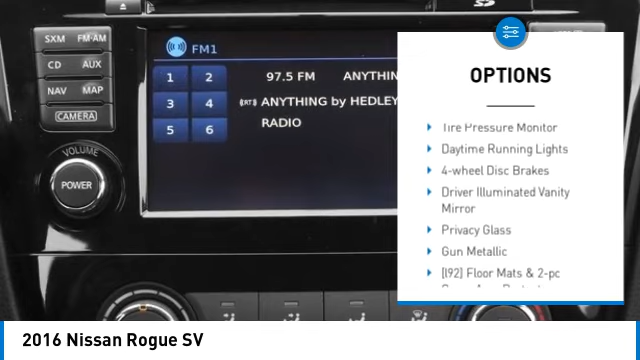 SXM FM·AM
CD AUX
NAV MAP
CAMERA
VOLUME
POWER
FM1
1 2
3 4
5 6
97.5 FM ANYTHIN
(RT) ANYTHING by HEDLEY
RADIO
OPTIONS
Tire Pressure Monitor
Daytime Running Lights
4-wheel Disc Brakes
Driver Illuminated Vanity
Mirror
Privacy Glass
Gun Metallic
[I92] Floor Mats & 2-pc
2016 Nissan Rogue SV